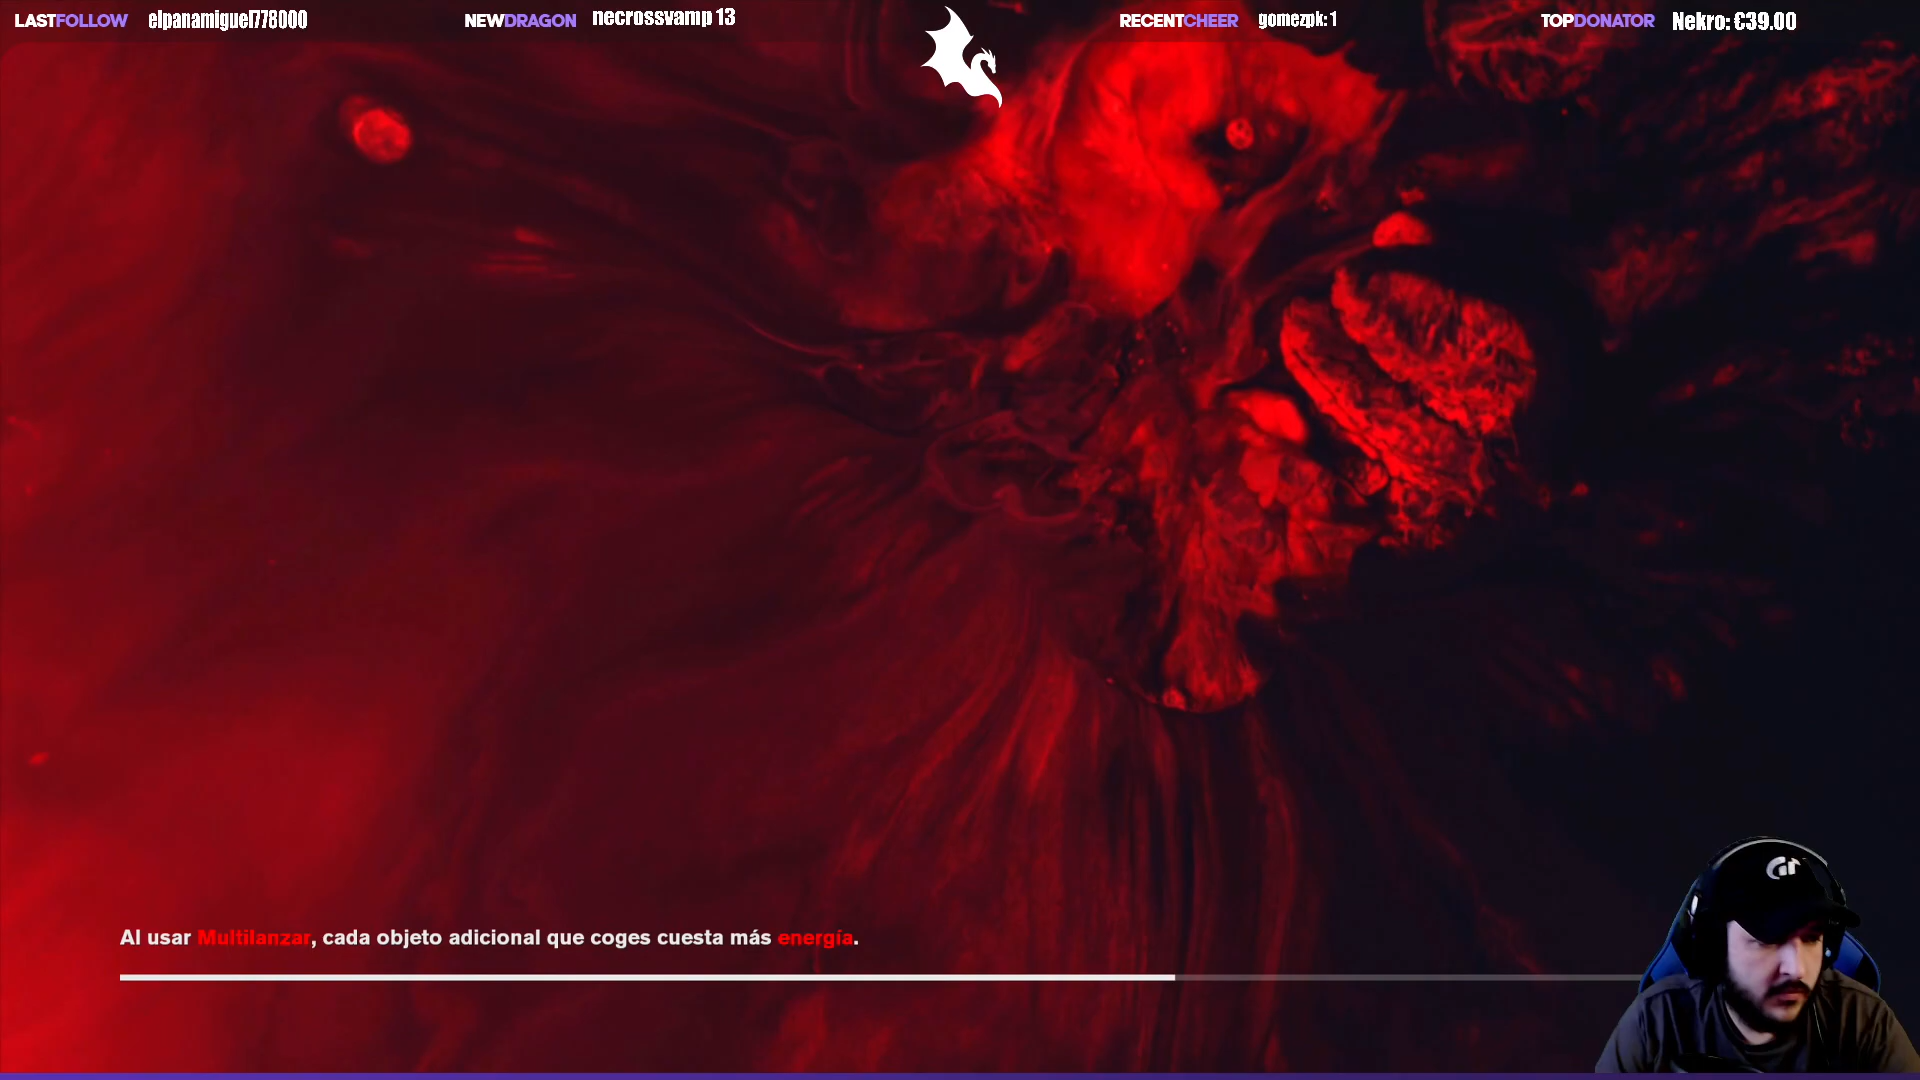 LASTFOLLOW elpanamiguel778000 NEWDRAGON necrossvamp 13 RECENTCHEER gomezpk: 1 TOPDONATOR Nekro: €39.00
GT
Al usar Multilanzar, cada objeto adicional que coges cuesta más energía.